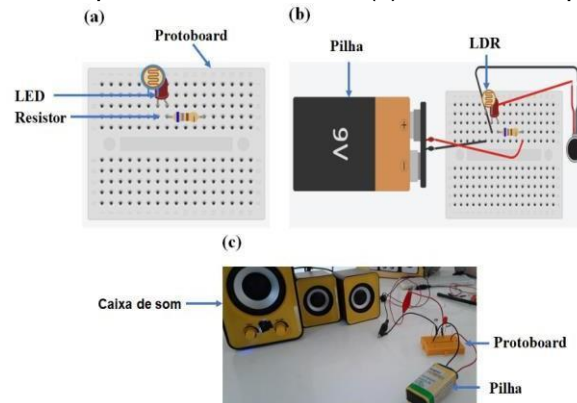 (a)
Protoboard
LED
Resistor
(b)
Pilha
LDR
9V
+
−
(c)
Caixa de som
Protoboard
Pilha